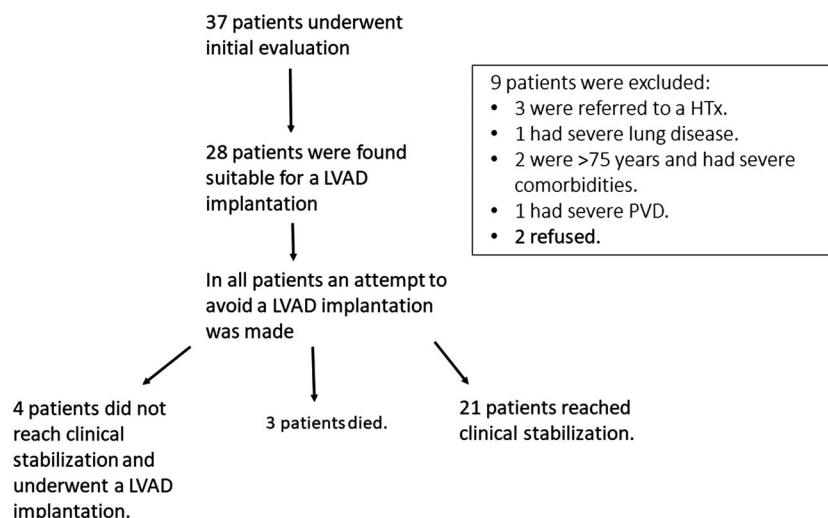 37 patients underwent
initial evaluation
9 patients were excluded:
• 3 were referred to a HTx.
• 1 had severe lung disease.
• 2 were >75 years and had severe
comorbidities.
• 1 had severe PVD.
• 2 refused.
28 patients were found
suitable for a LVAD
implantation
In all patients an attempt to
avoid a LVAD implantation
was made
4 patients did not
reach clinical
stabilization and
underwent a LVAD
implantation.
3 patients died.
21 patients reached
clinical stabilization.